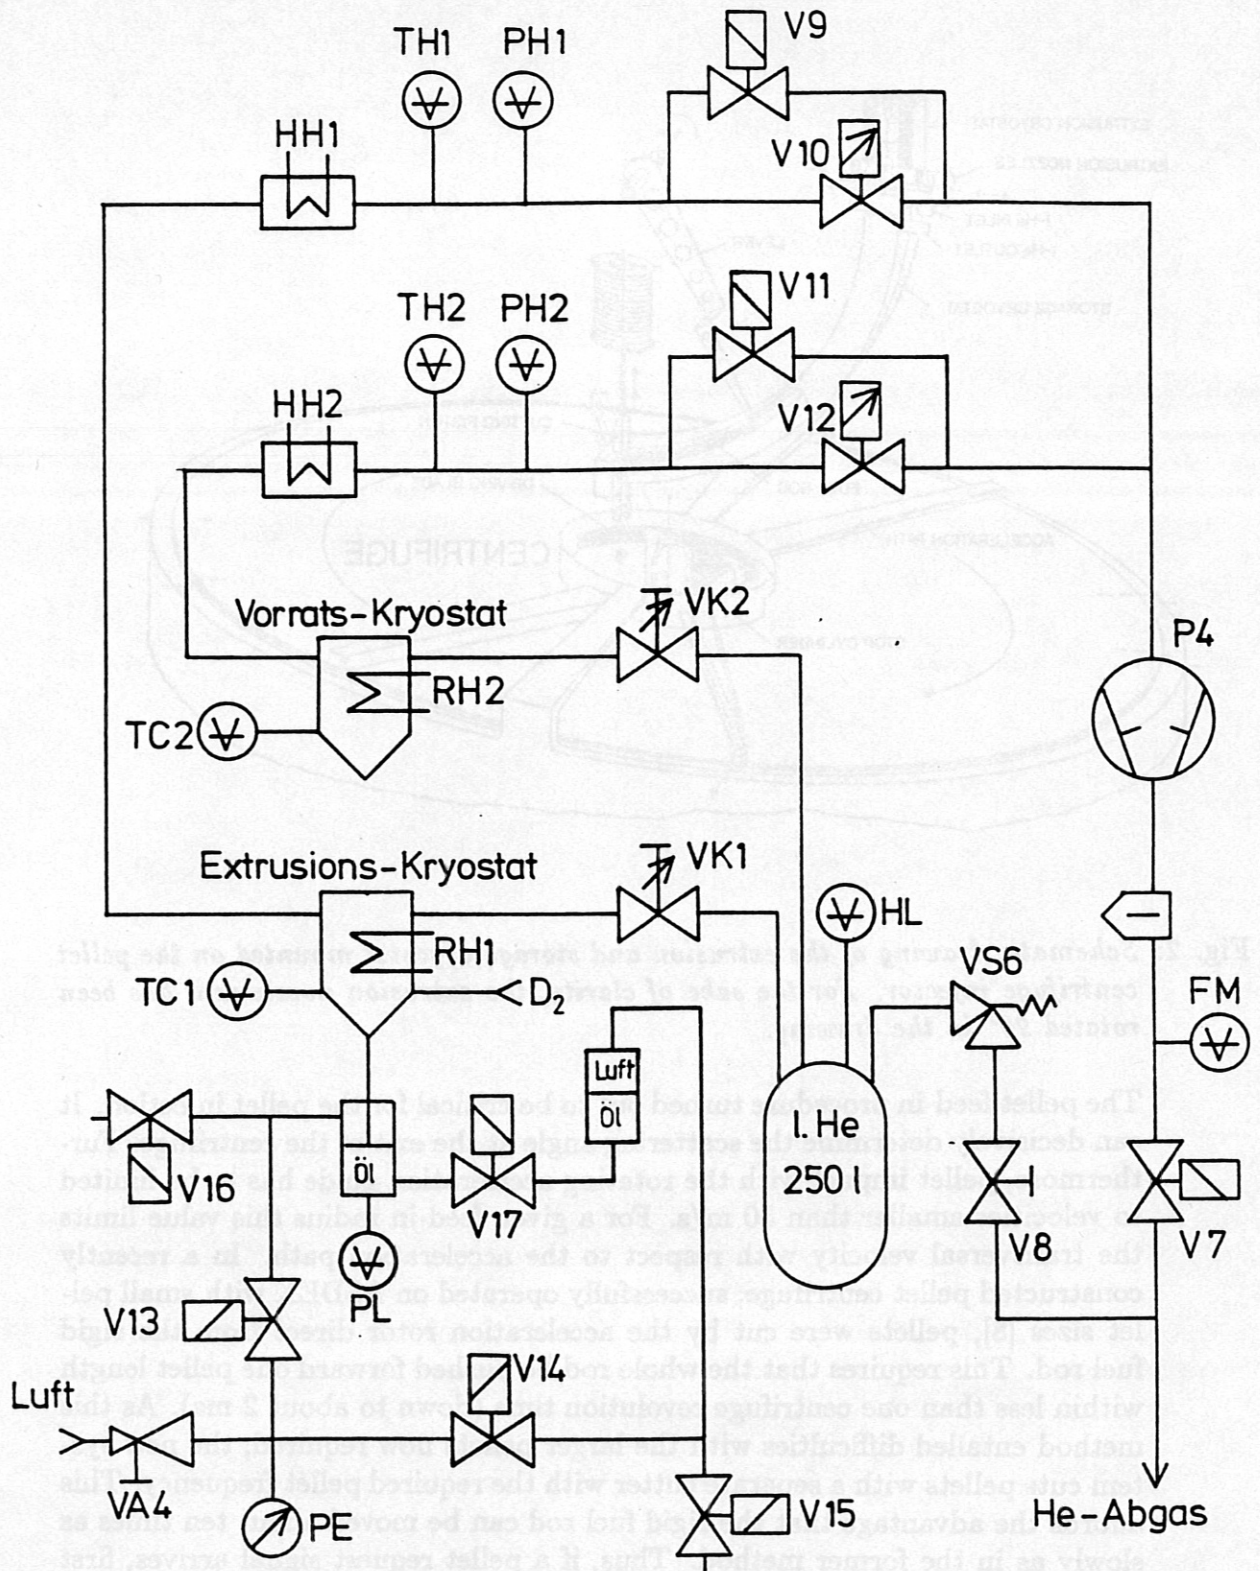 TH1
PH1
V9
HH1
V10
TH2
PH2
V11
HH2
V12
Vorrats-Kryostat
VK2
P4
RH2
TC2
Extrusions-Kryostat
VK1
HL
RH1
VS6
TC1
D2
FM
Luft
Öl
l.He
250 l
Öl
V16
V17
V8
V7
PL
V13
V14
Luft
VA4
PE
V15
He-Abgas